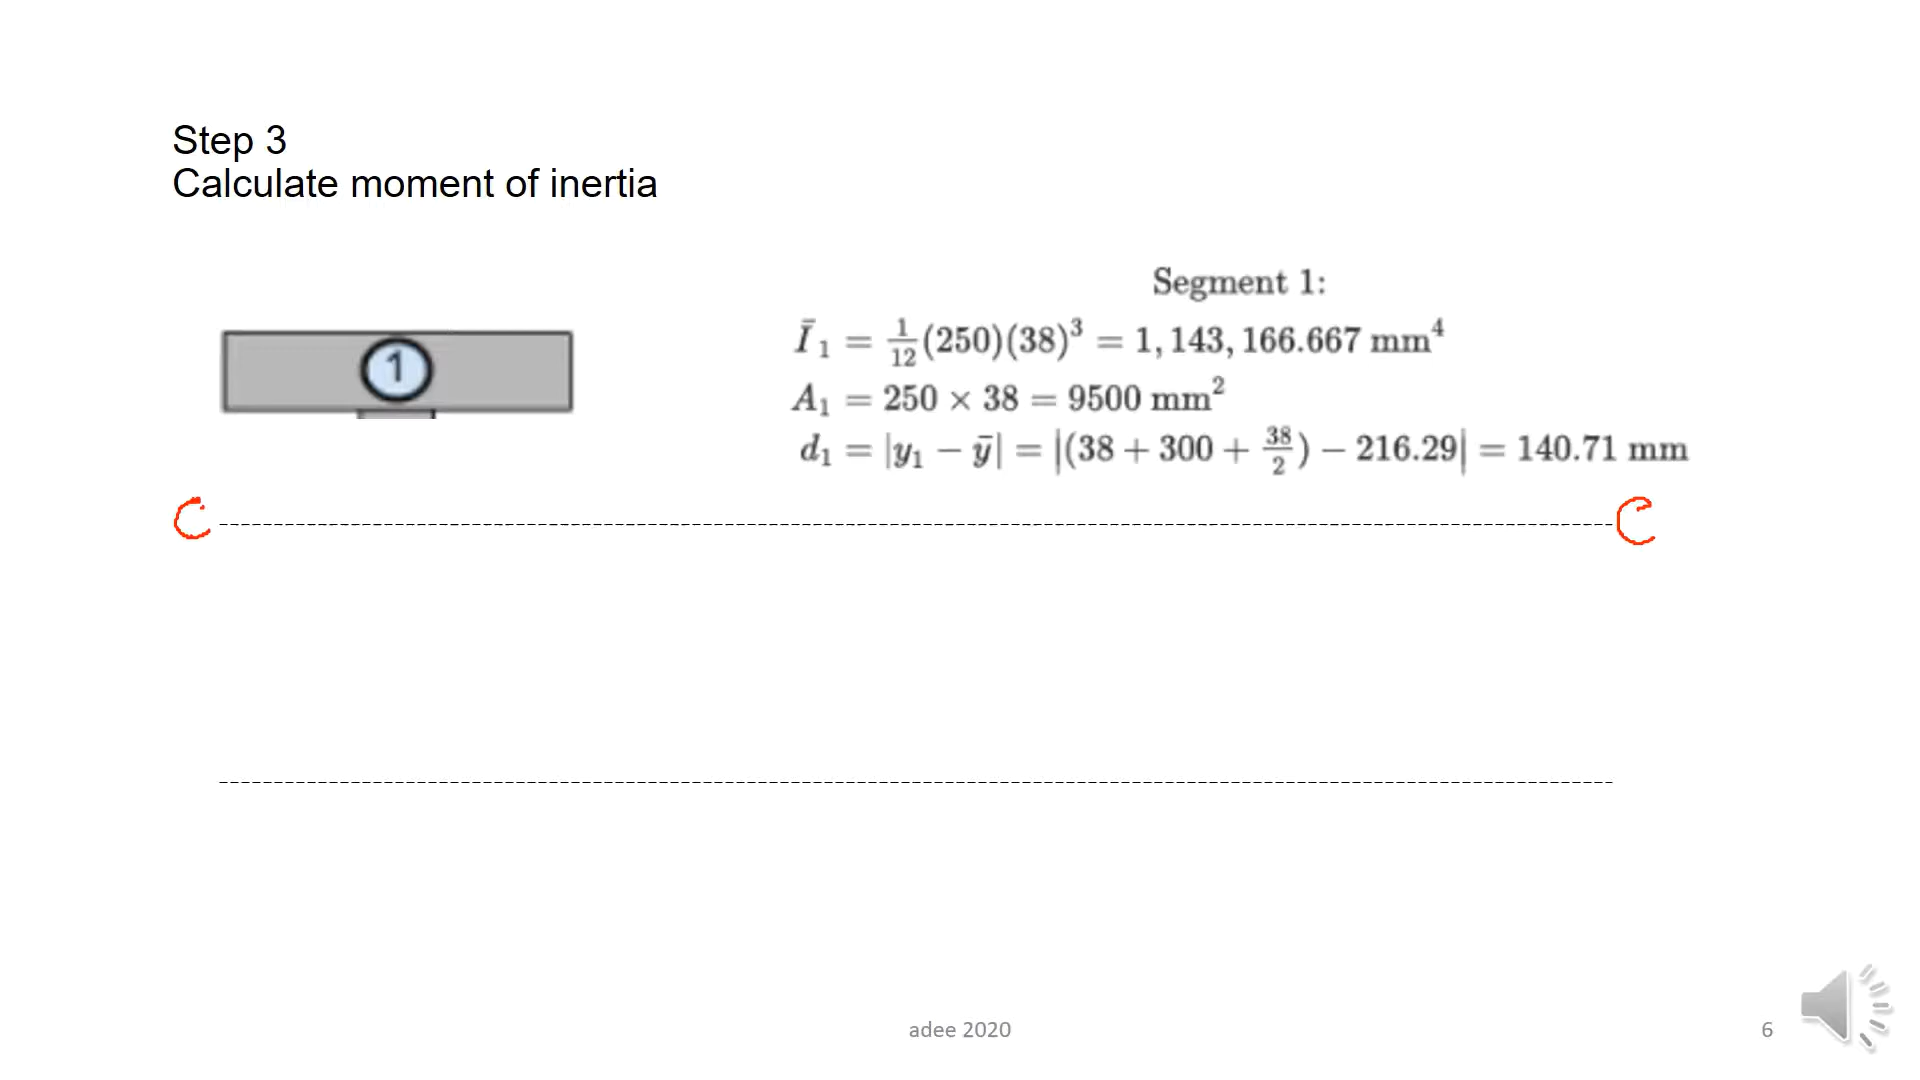 Step 3
Calculate moment of inertia
Segment 1:
1
Ī₁ = 1/12 (250)(38)³ = 1,143,166.667 mm⁴
A₁ = 250 × 38 = 9500 mm²
d₁ = |y₁ − ȳ| = |(38 + 300 + 38/2) − 216.29| = 140.71 mm
C C
adee 2020
6